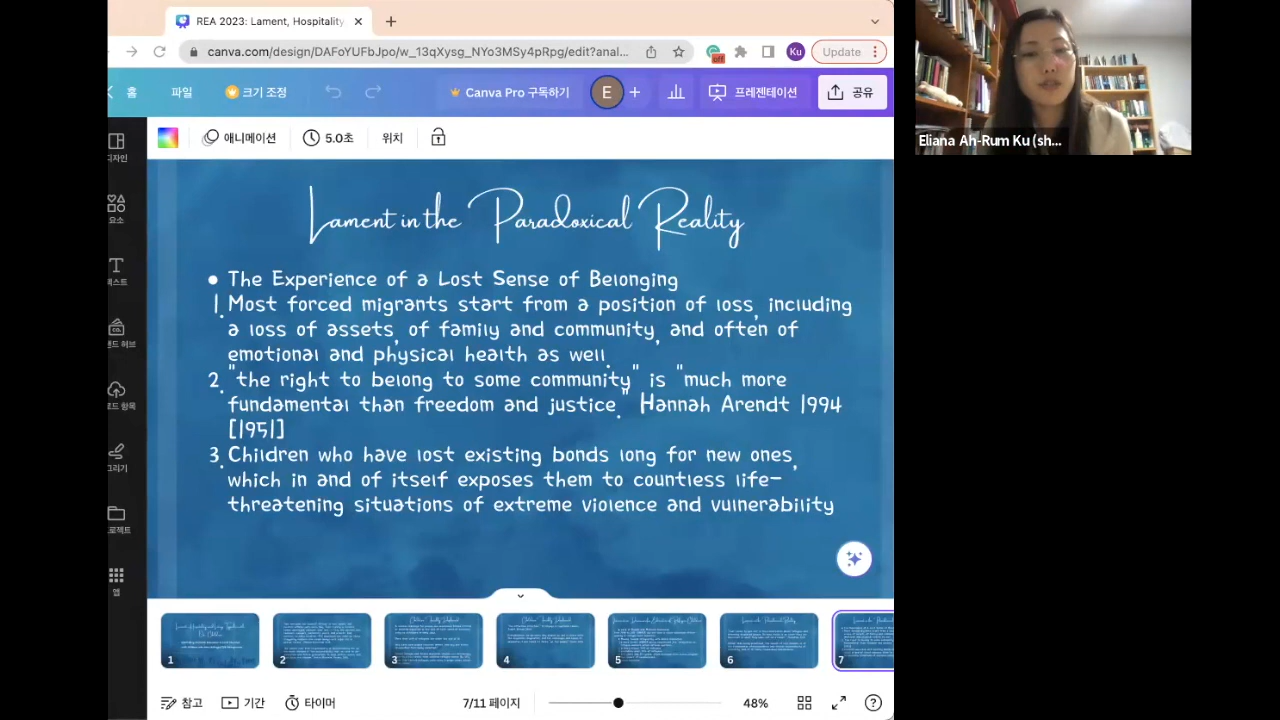 REA 2023: Lament, Hospitality
canva.com/design/DAFoYUFbJpo/w_13qXysg_NYo3MSy4pRpg/edit?anal...
off
Ku
Update
홈
파일
크기 조정
Canva Pro 구독하기
E
프레젠테이션
공유
디자인
애니메이션
5.0초
위치
요소
Lament in the Paradoxical Reality
• The Experience of a Lost Sense of Belonging
1. Most forced migrants start from a position of loss, including
a loss of assets, of family and community, and often of
emotional and physical health as well.
2. "the right to belong to some community" is "much more
fundamental than freedom and justice." Hannah Arendt 1994
[1951]
3. Children who have lost existing bonds long for new ones,
which in and of itself exposes them to countless life-
threatening situations of extreme violence and vulnerability
앱
1
2
3
4
5
6
7
참고
기간
타이머
7/11 페이지
48%
Eliana Ah-Rum Ku (sh...